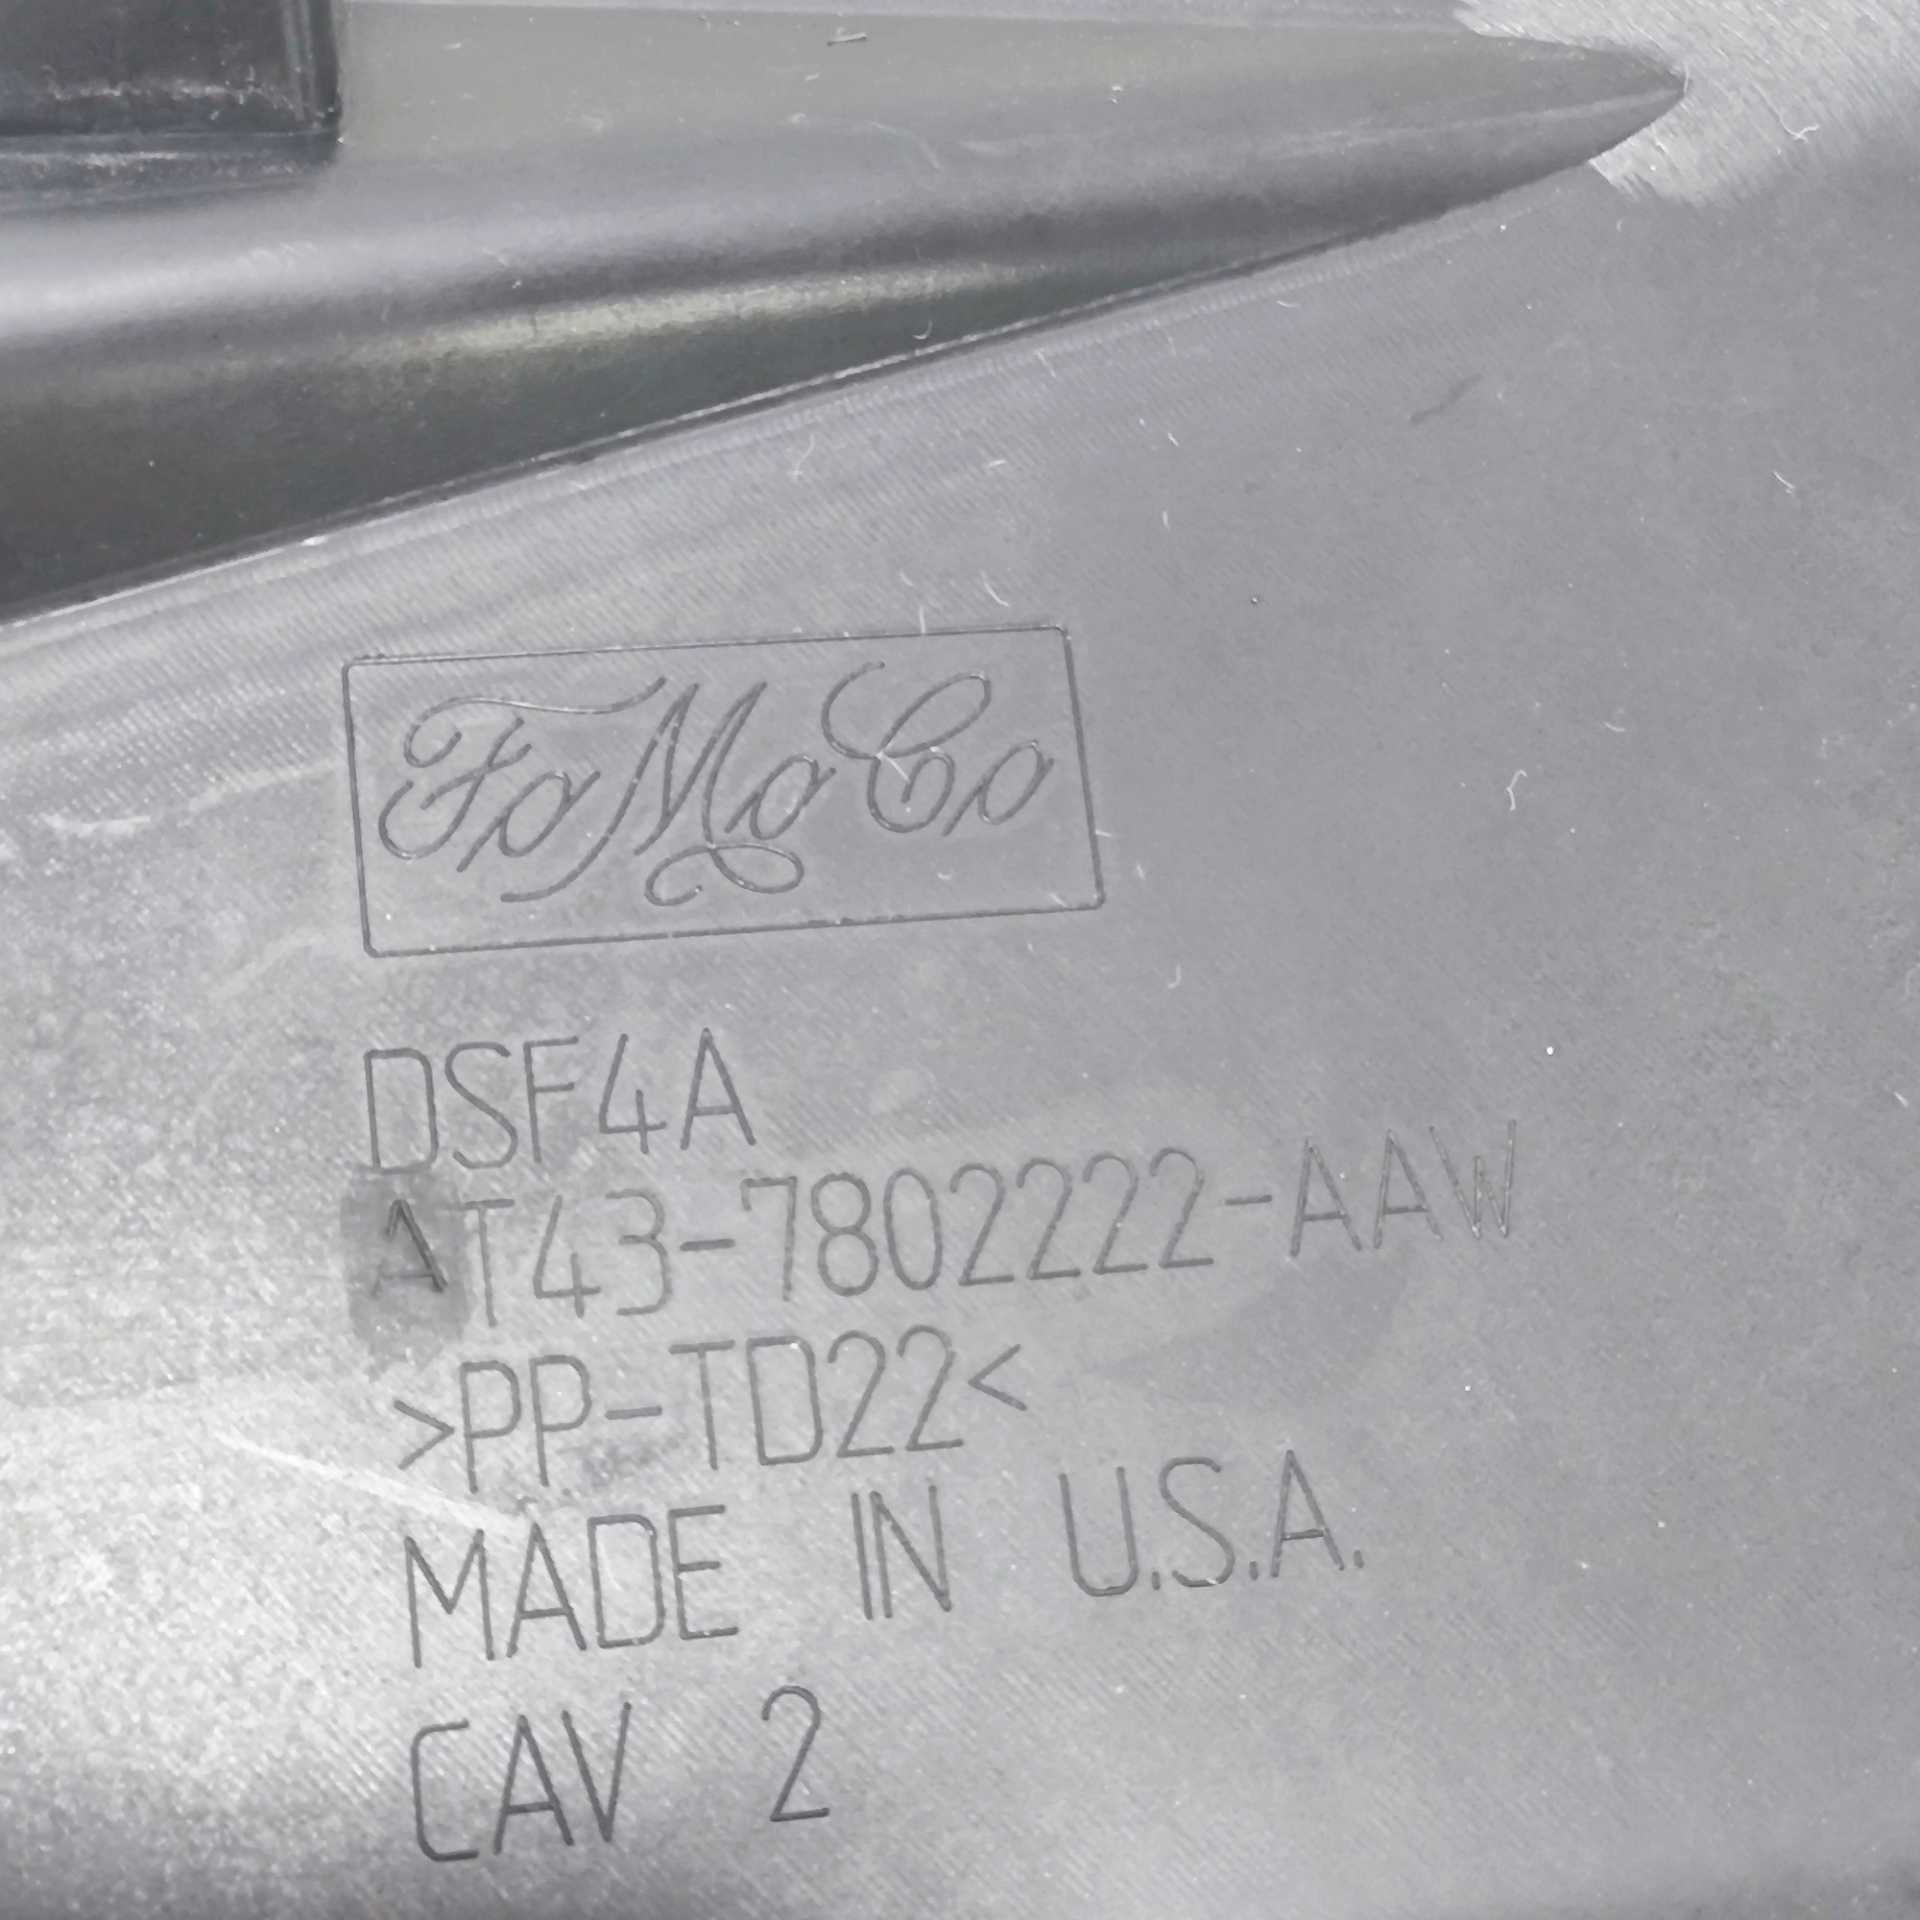 FoMoCo
DSF4A
AT43-7802222-AAW
>PP-TD22<
MADE IN U.S.A.
CAV 2